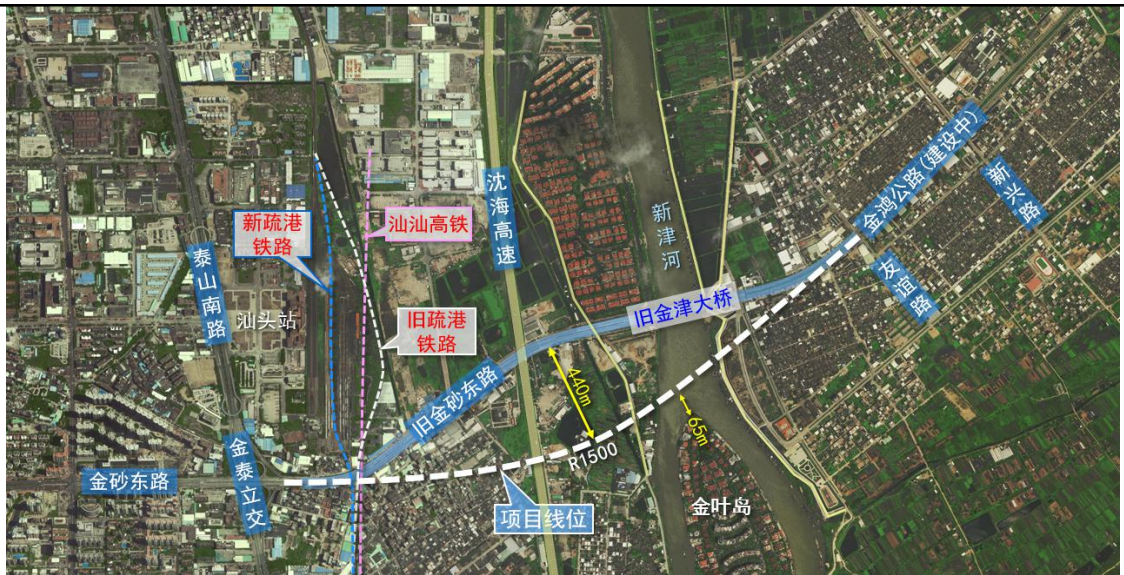 金鸿公路(建设中)
新兴路
友谊路
沈海高速
新津河
新疏港
铁路
汕汕高铁
泰山南路
汕头站
旧疏港
铁路
旧金津大桥
旧金砂东路
440m
65m
R1500
金砂东路
金泰立交
项目线位
金叶岛